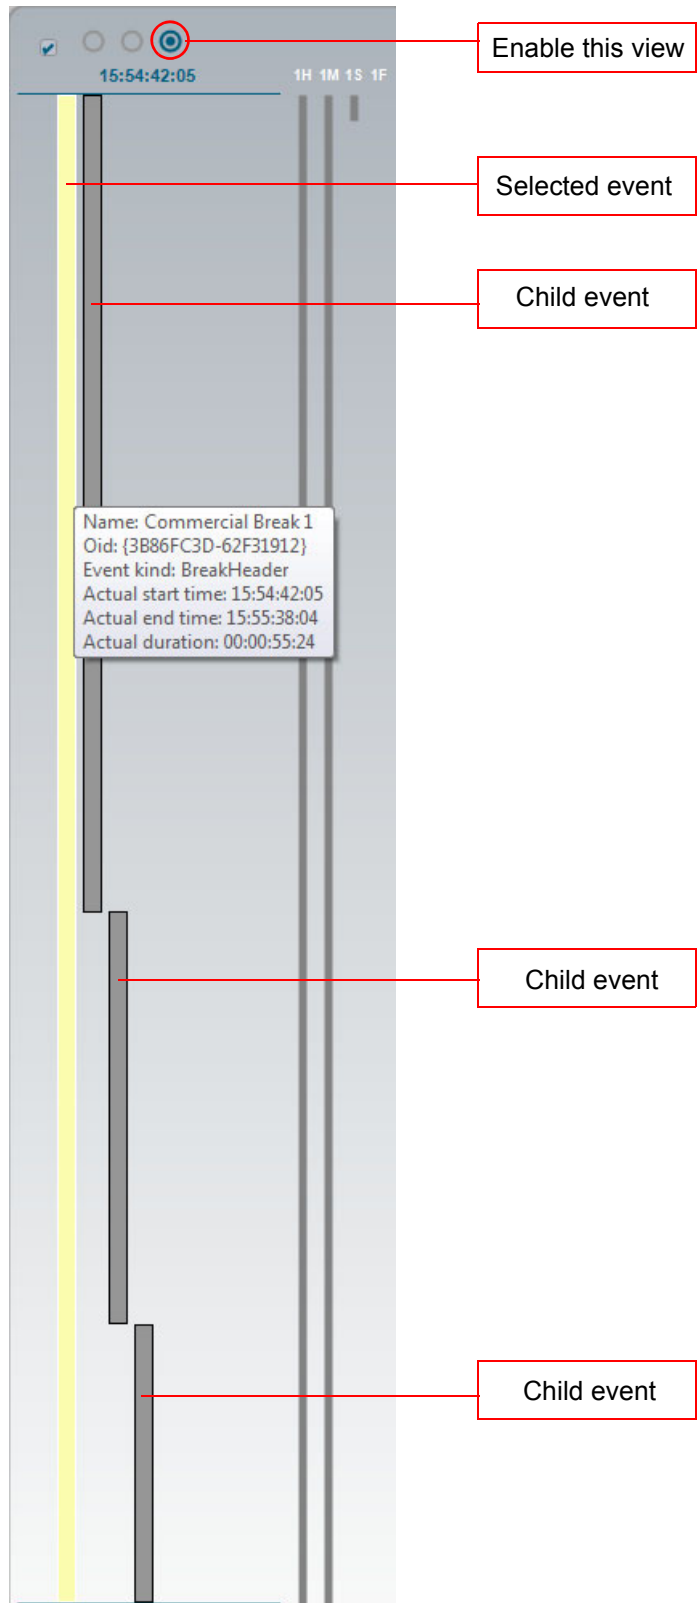 Enable this view
15:54:42:05
1H 1M 1S 1F
Selected event
Child event
Name: Commercial Break 1
Oid: {3B86FC3D-62F31912}
Event kind: BreakHeader
Actual start time: 15:54:42:05
Actual end time: 15:55:38:04
Actual duration: 00:00:55:24
Child event
Child event